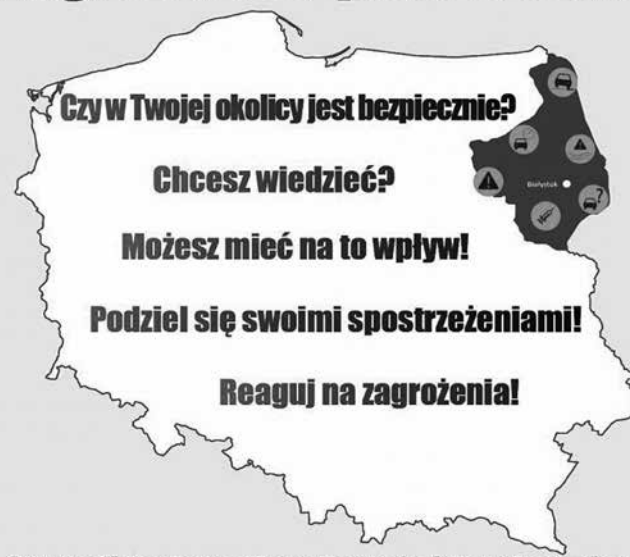 Czy w Twojej okolicy jest bezpiecznie?
Chcesz wiedzieć?
Białystok
Możesz mieć na to wpływ!
?
Podziel się swoimi spostrzeżeniami!
Reaguj na zagrożenia!